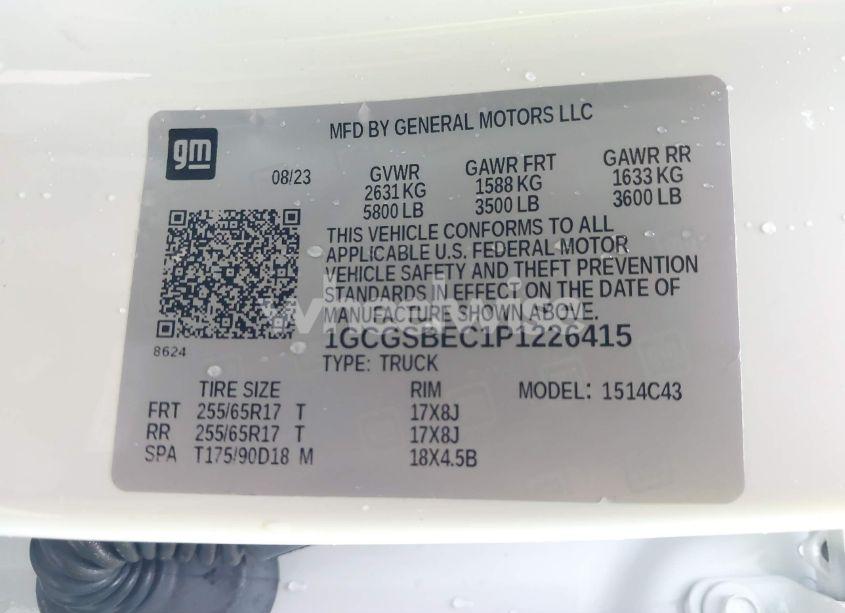 gm
MFD BY GENERAL MOTORS LLC
08/23
GVWR
2631 KG
5800 LB
GAWR FRT
1588 KG
3500 LB
GAWR RR
1633 KG
3600 LB
THIS VEHICLE CONFORMS TO ALL
APPLICABLE U.S. FEDERAL MOTOR
VEHICLE SAFETY AND THEFT PREVENTION
STANDARDS IN EFFECT ON THE DATE OF
MANUFACTURE SHOWN ABOVE.
1GCGSBEC1P1226415
8624
TYPE: TRUCK
TIRE SIZE RIM MODEL: 1514C43
FRT 255/65R17 T 17X8J
RR 255/65R17 T 17X8J
SPA T175/90D18 M 18X4.5B